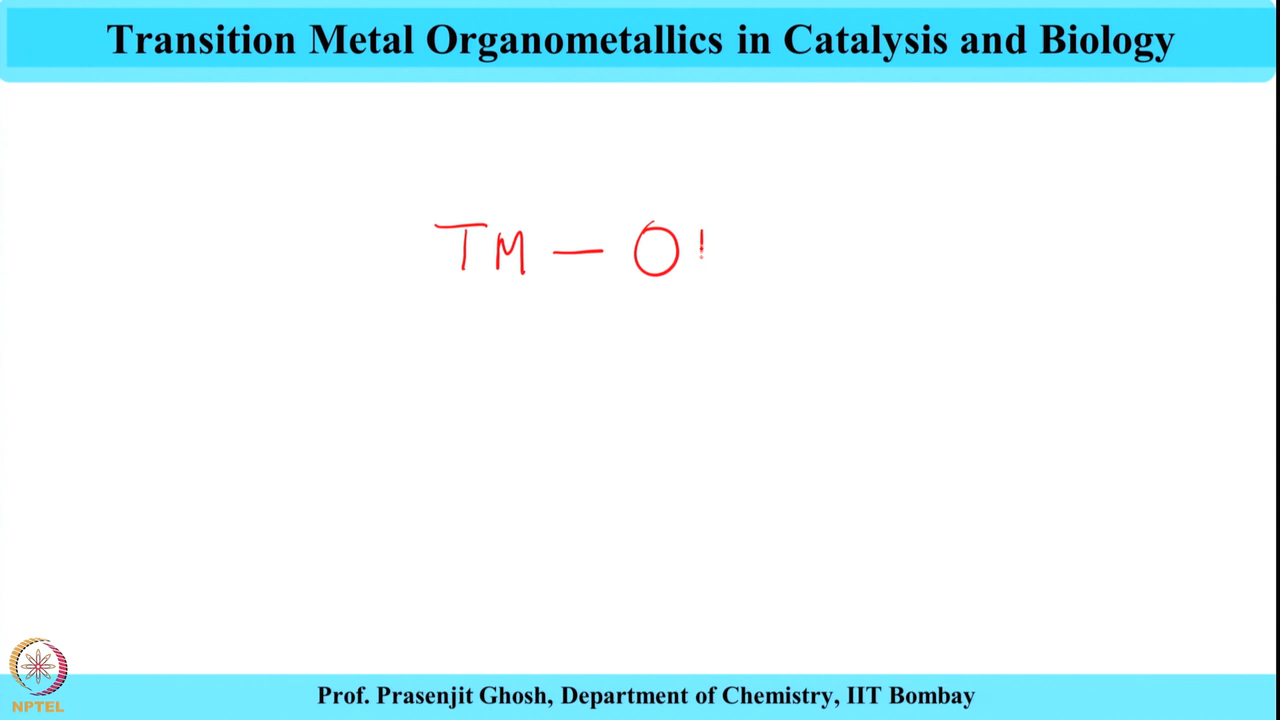 Transition Metal Organometallics in Catalysis and Biology
TM — O
NPTEL
Prof. Prasenjit Ghosh, Department of Chemistry, IIT Bombay